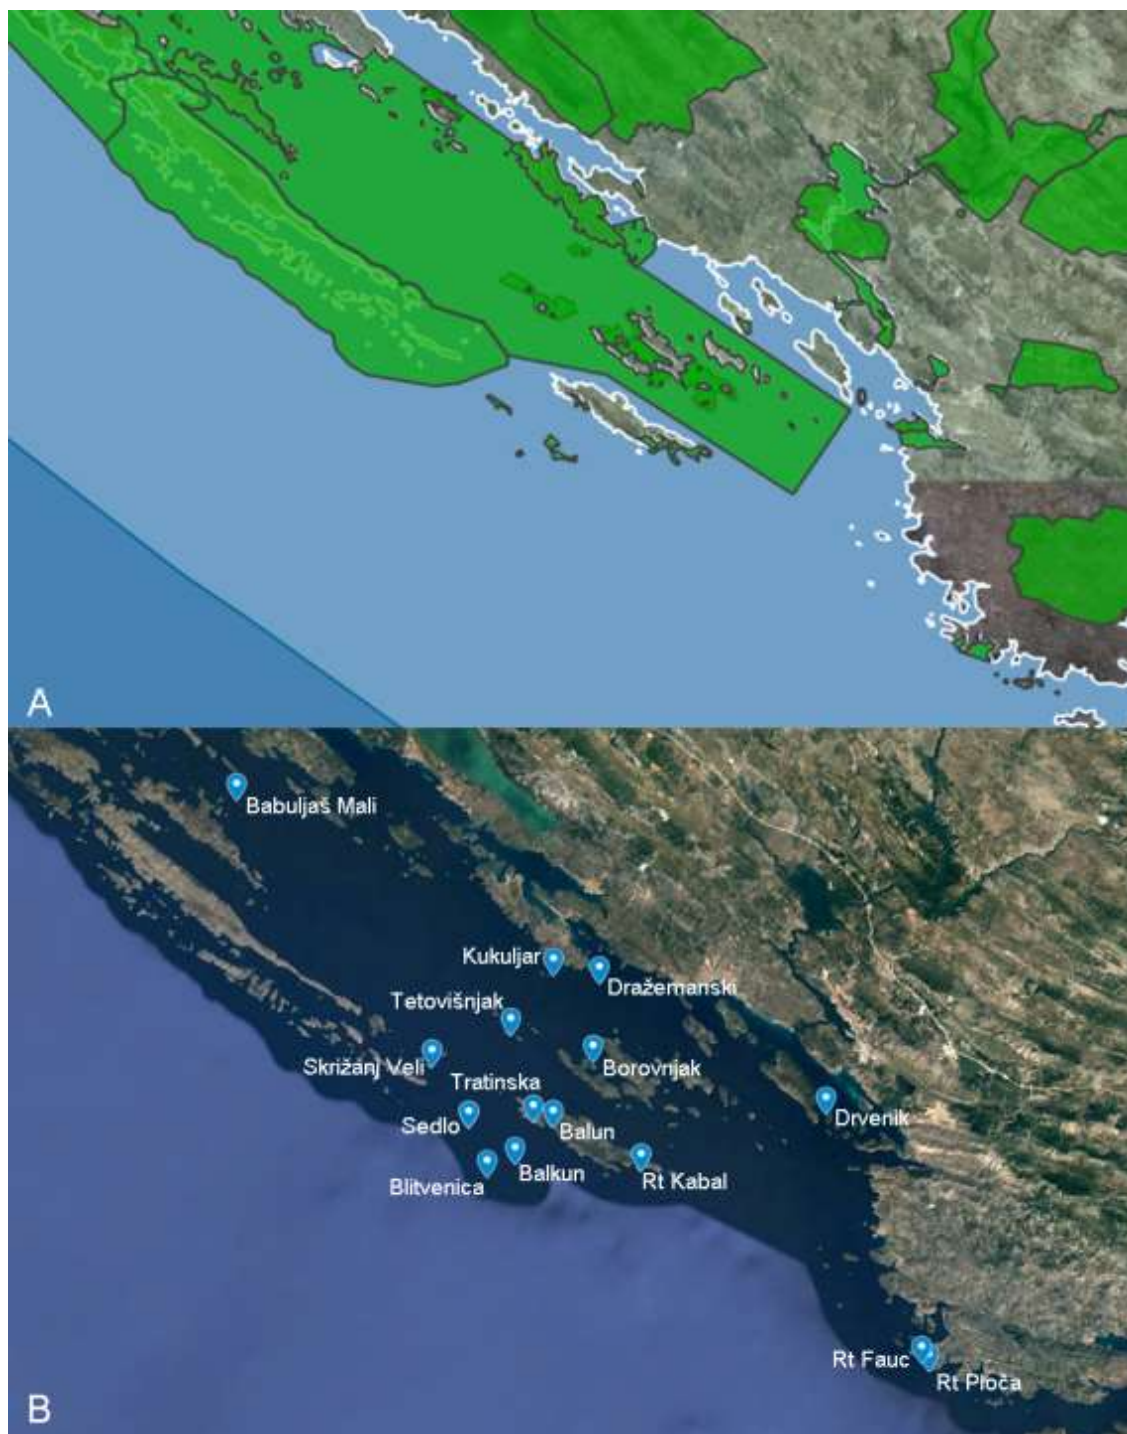 A
Babuljaš Mali
Kukuljar
Dražemanski
Tetovišnjak
Skrižanj Veli
Borovnjak
Tratinska
Drvenik
Sedlo
Balun
Balkun
Rt Kabal
Blitvenica
Rt Fauc
Rt Ploča
B